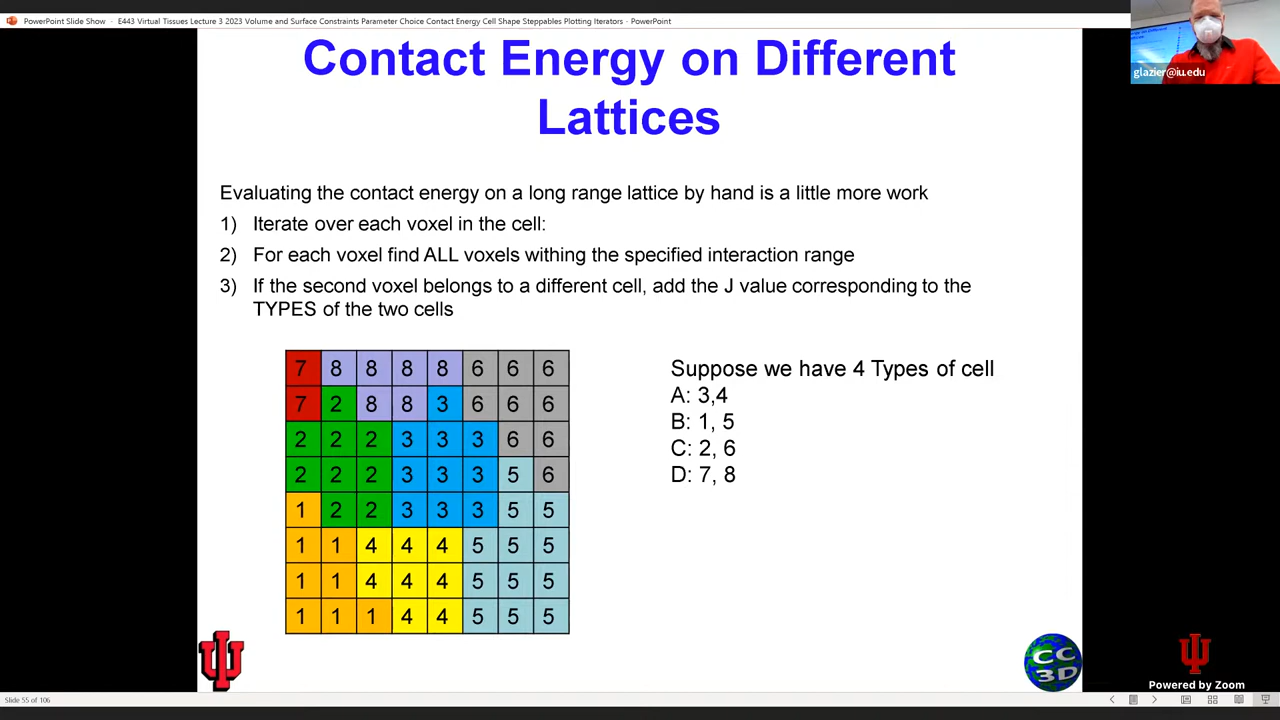 PowerPoint Slide Show - E443 Virtual Tissues Lecture 3 2023 Volume and Surface Constraints Parameter Choice Contact Energy Cell Shape Steppables Plotting Iterators - PowerPoint
glazier@iu.edu
Contact Energy on Different
Lattices
Evaluating the contact energy on a long range lattice by hand is a little more work
1) Iterate over each voxel in the cell:
2) For each voxel find ALL voxels withing the specified interaction range
3) If the second voxel belongs to a different cell, add the J value corresponding to the
TYPES of the two cells
7 8 8 8 8 6 6 6
7 2 8 8 3 6 6 6
2 2 2 3 3 3 6 6
2 2 2 3 3 3 5 6
1 2 2 3 3 3 5 5
1 1 4 4 4 5 5 5
1 1 4 4 4 5 5 5
1 1 1 4 4 5 5 5
Suppose we have 4 Types of cell
A: 3,4
B: 1, 5
C: 2, 6
D: 7, 8
CC
3D
Powered by Zoom
Slide 55 of 106